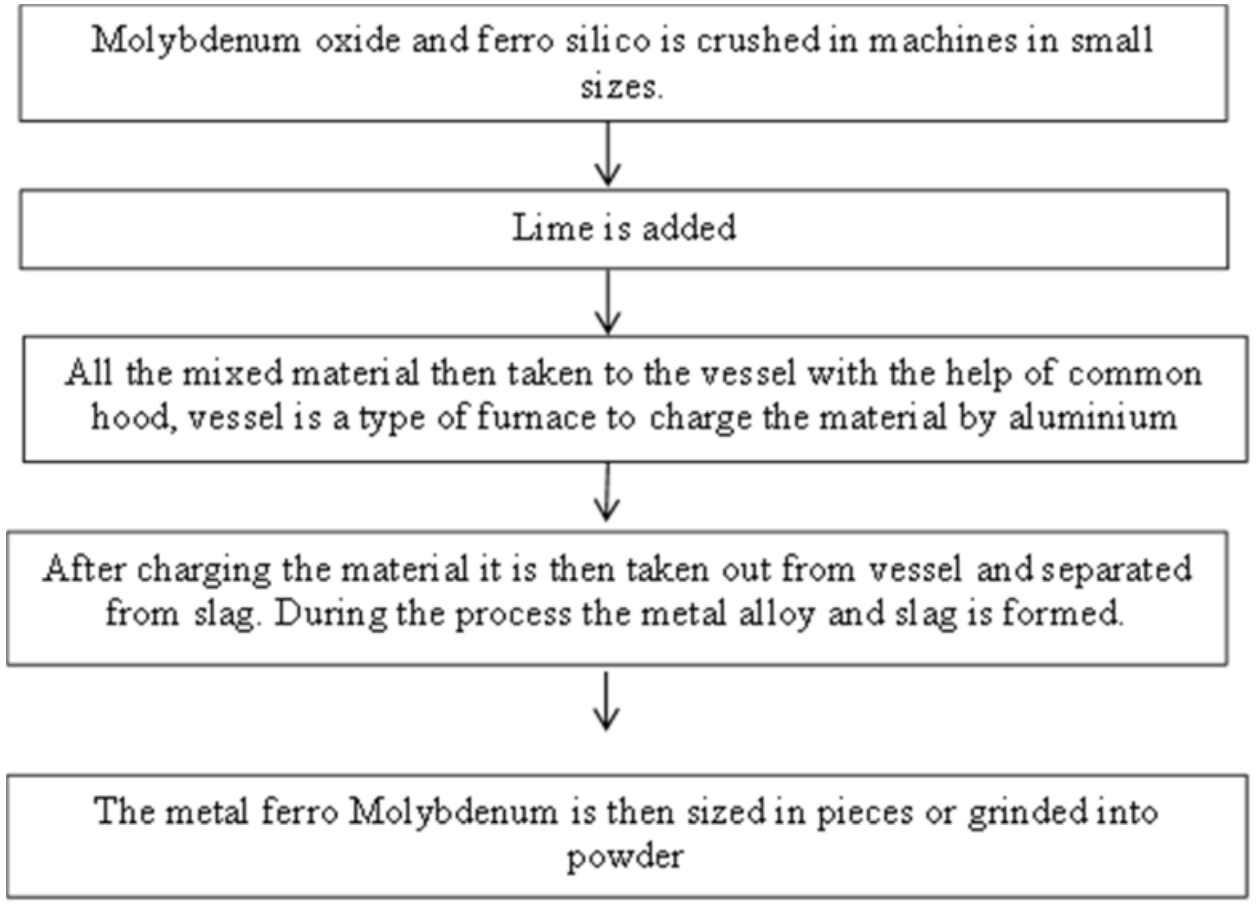 Molybdenum oxide and ferro silico is crushed in machines in small
sizes.
Lime is added
All the mixed material then taken to the vessel with the help of common
hood, vessel is a type of furnace to charge the material by aluminium
After charging the material it is then taken out from vessel and separated
from slag. During the process the metal alloy and slag is formed.
The metal ferro Molybdenum is then sized in pieces or grinded into
powder